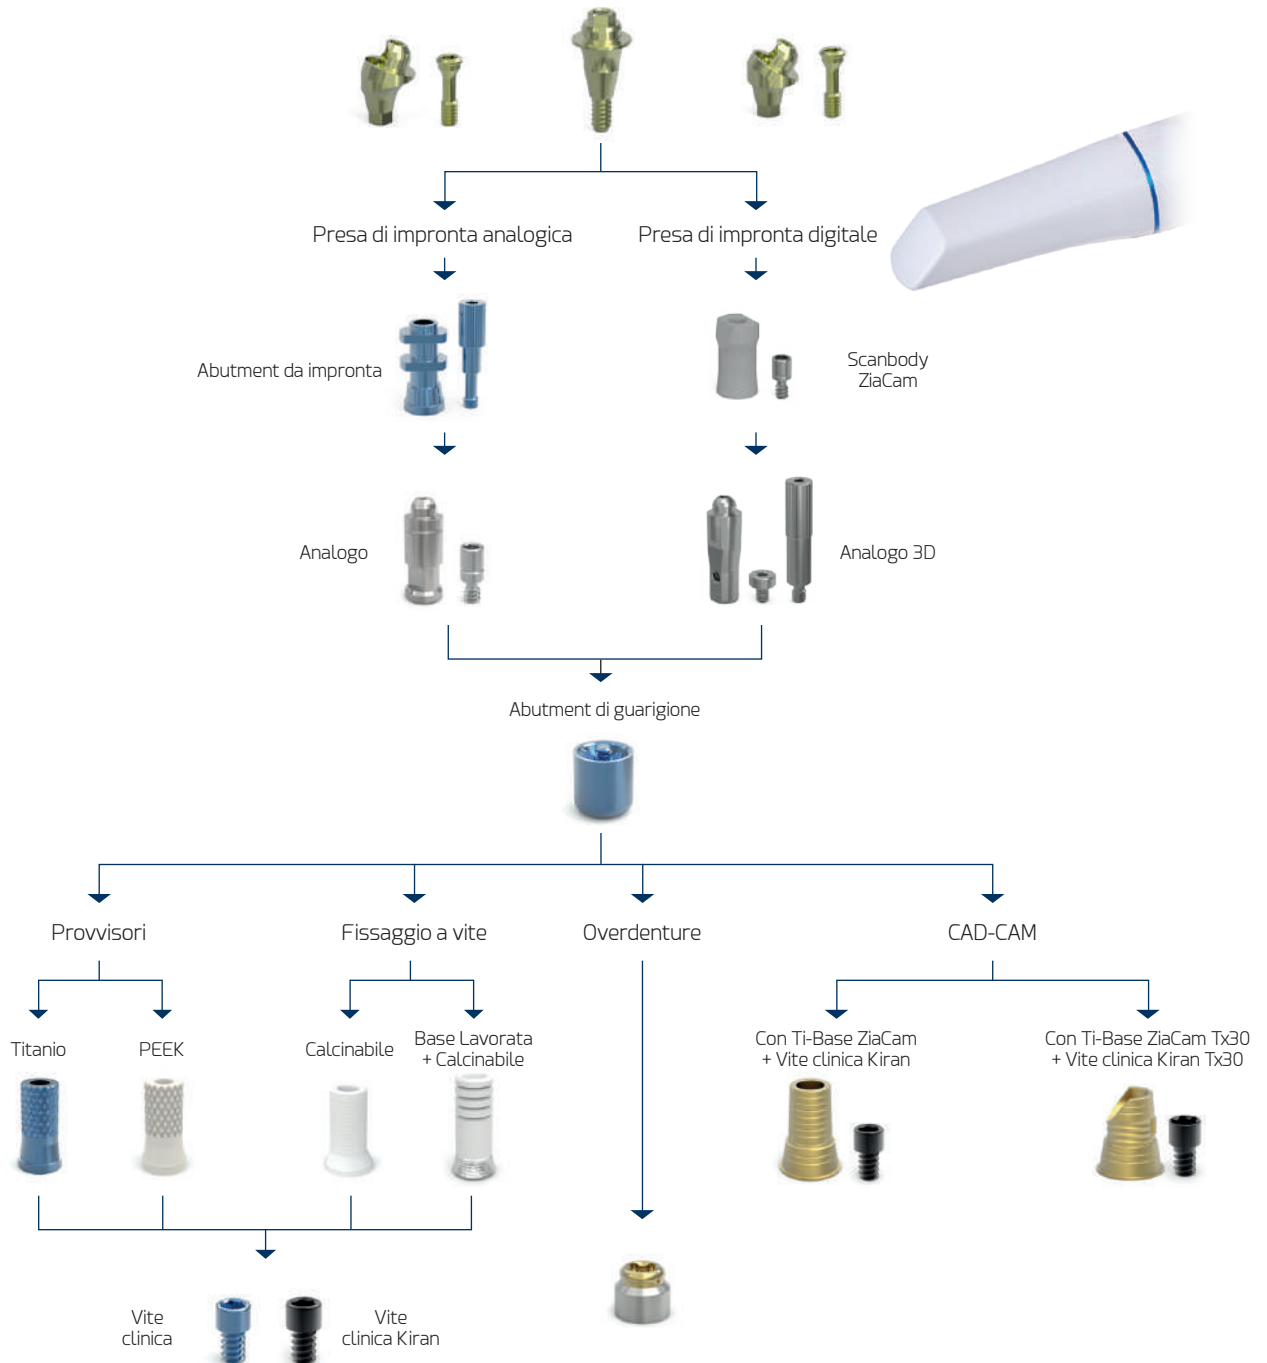 Presa di impronta analogica
Presa di impronta digitale
Abutment da impronta
Scanbody
ZiaCam
Analogo
Analogo 3D
Abutment di guarigione
Provvisori
Fissaggio a vite
Overdenture
CAD-CAM
Titanio
PEEK
Calcinabile
Base Lavorata
+ Calcinabile
Con Ti-Base ZiaCam
+ Vite clinica Kiran
Con Ti-Base ZiaCam Tx30
+ Vite clinica Kiran Tx30
Vite
clinica
Vite
clinica Kiran